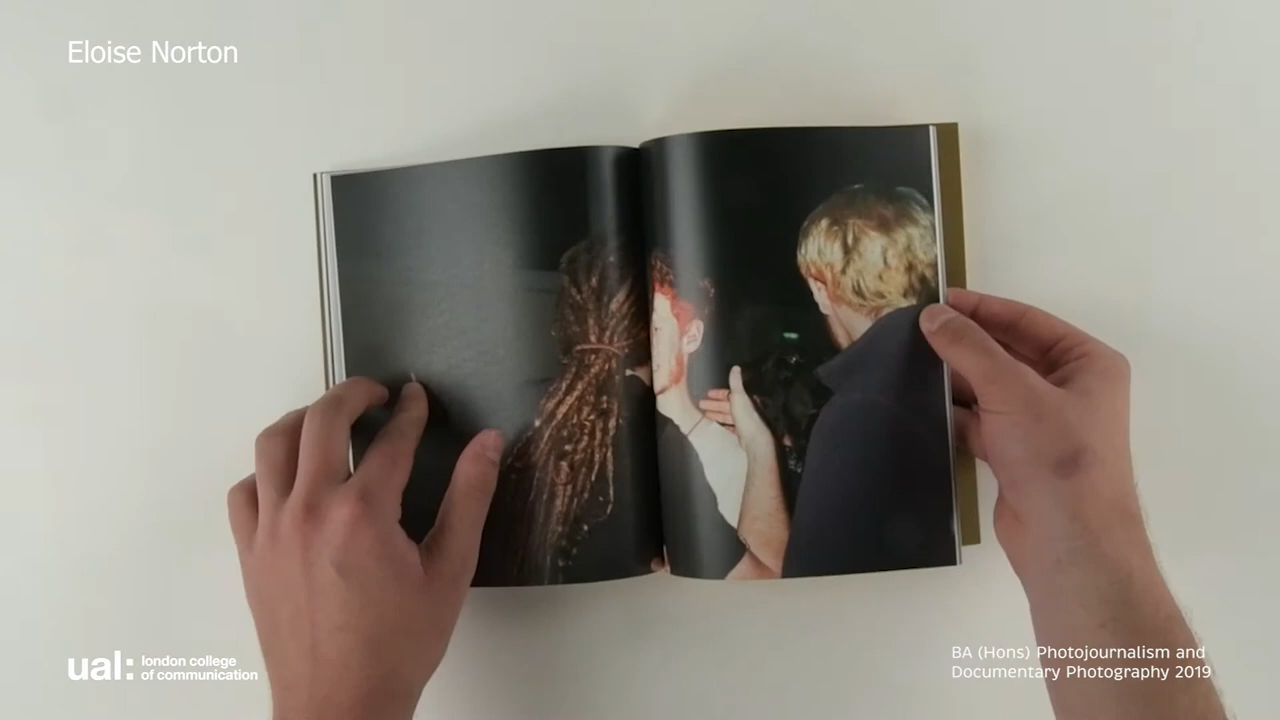 Eloise Norton
ual:
london college
of communication
BA (Hons) Photojournalism and
Documentary Photography 2019